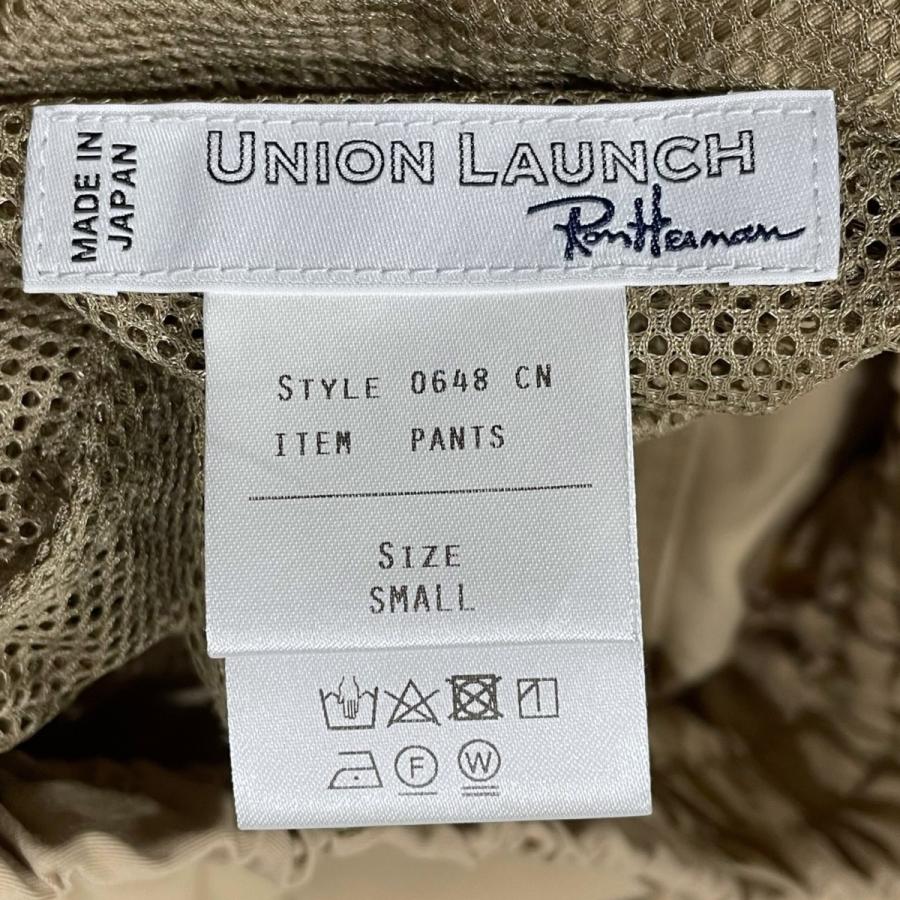 MADE IN
JAPAN
UNION LAUNCH
Ron Herman
STYLE 0648 CN
ITEM PANTS
SIZE
SMALL
F
W